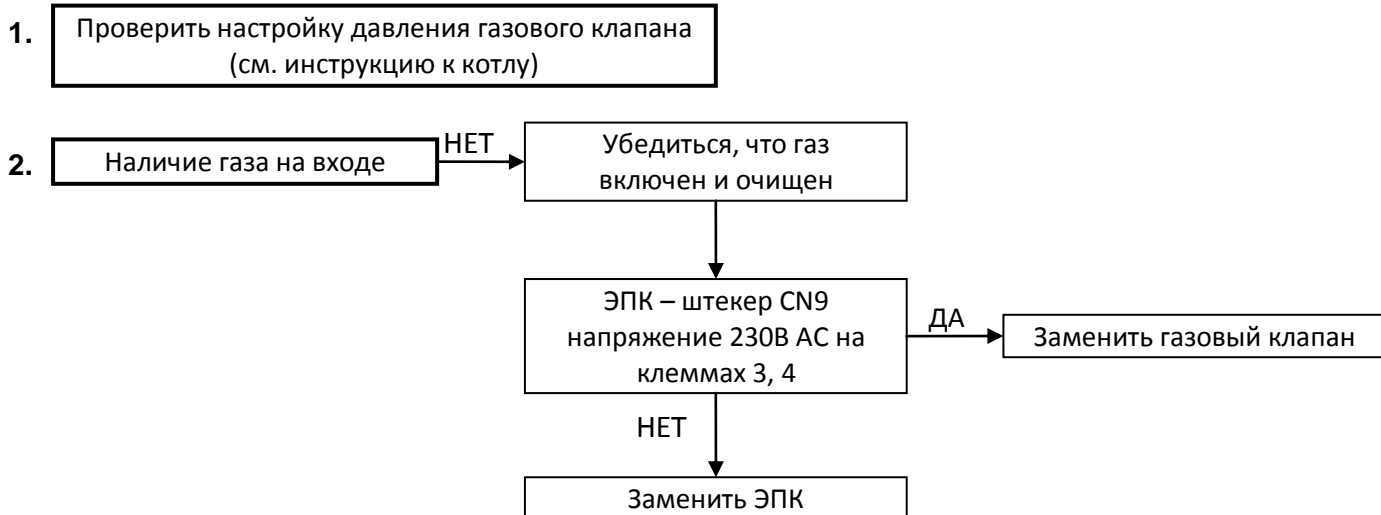 1.
Проверить настройку давления газового клапана
(см. инструкцию к котлу)
2.
Наличие газа на входе
НЕТ
Убедиться, что газ
включен и очищен
ЭПК – штекер CN9
напряжение 230В АС на
клеммах 3, 4
ДА
Заменить газовый клапан
НЕТ
Заменить ЭПК